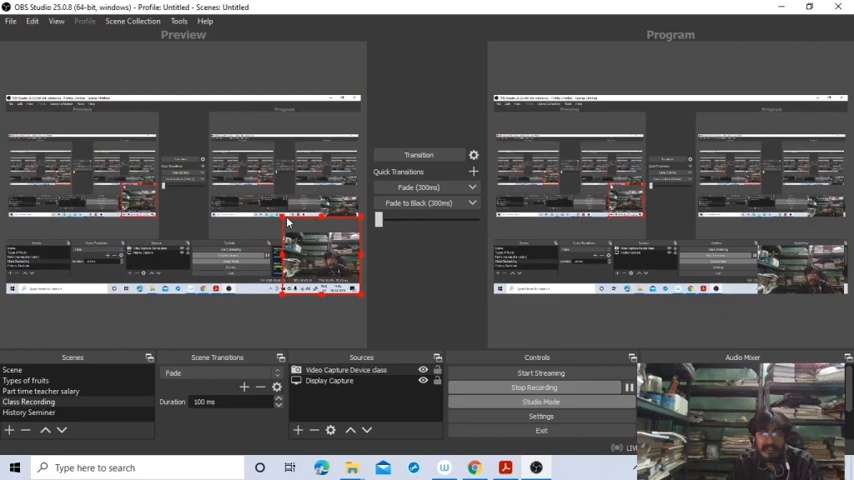 OBS Studio 25.0.8 (64-bit, windows) - Profile: Untitled - Scenes: Untitled
File Edit View Profile Scene Collection Tools Help
Preview
Program
Transition
Quick Transitions
Fade (300ms)
Fade to Black (300ms)
Scenes
Scene Transitions
Sources
Controls
Audio Mixer
Scene
Types of fruits
Part time teacher salary
Class Recording
History Seminer
Fade
Duration 100 ms
Video Capture Device class
Display Capture
Start Streaming
Stop Recording
Studio Mode
Settings
Exit
LIV
Type here to search